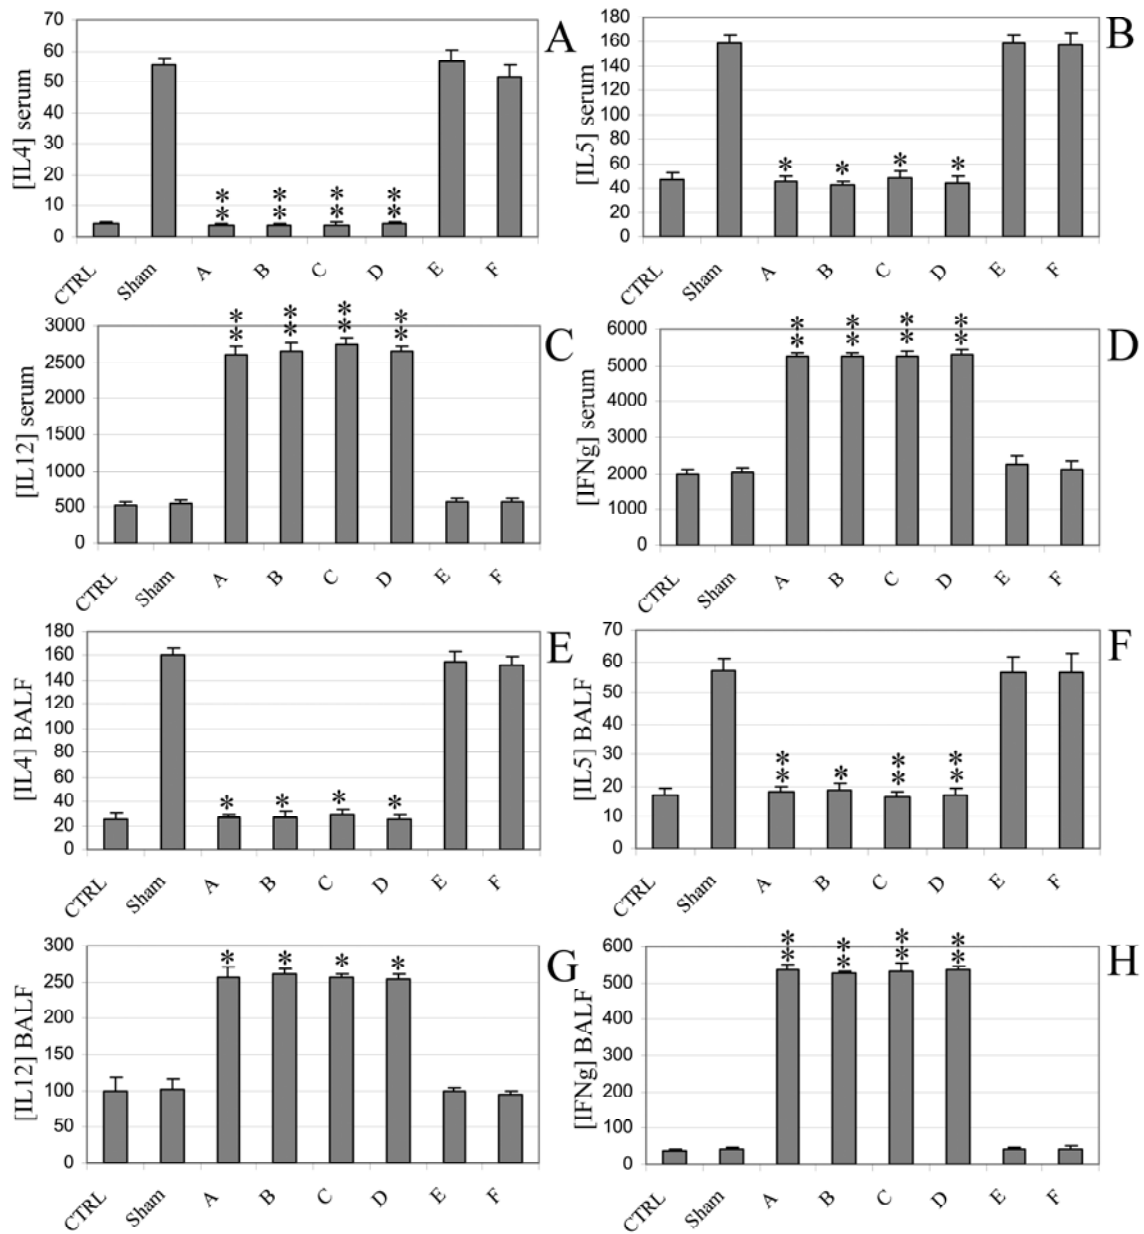 A
[IL4] serum
70
60
50
40
30
20
10
0
** ** ** **
CTRL Sham A B C D E F
B
[IL5] serum
180
160
140
120
100
80
60
40
20
0
* * * *
CTRL Sham A B C D E F
C
[IL12] serum
3000
2500
2000
1500
1000
500
0
** ** ** **
CTRL Sham A B C D E F
D
[IFNg] serum
6000
5000
4000
3000
2000
1000
0
** ** ** **
CTRL Sham A B C D E F
E
[IL4] BALF
180
160
140
120
100
80
60
40
20
0
* * * *
CTRL Sham A B C D E F
F
[IL5] BALF
70
60
50
40
30
20
10
0
** * ** **
CTRL Sham A B C D E F
G
[IL12] BALF
300
250
200
150
100
50
0
* * * *
CTRL Sham A B C D E F
H
[IFNg] BALF
600
500
400
300
200
100
0
** ** ** **
CTRL Sham A B C D E F